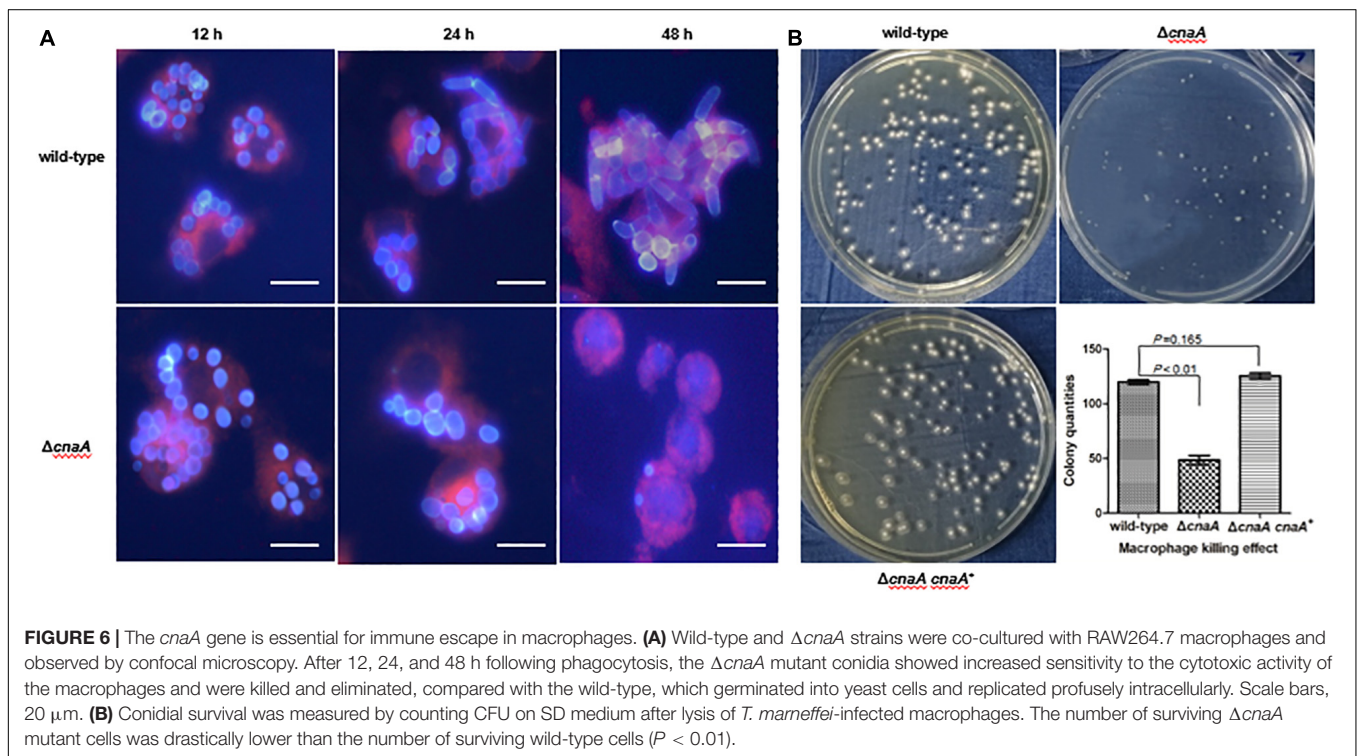 A
12 h
24 h
48 h
wild-type
ΔcnaA
B
wild-type
ΔcnaA
ΔcnaA cnaA⁺
P=0.165
P<0.01
150
100
50
0
Colony quantities
wild-type ΔcnaA ΔcnaA cnaA⁺
Macrophage killing effect
FIGURE 6 | The cnaA gene is essential for immune escape in macrophages. (A) Wild-type and ΔcnaA strains were co-cultured with RAW264.7 macrophages and
observed by confocal microscopy. After 12, 24, and 48 h following phagocytosis, the ΔcnaA mutant conidia showed increased sensitivity to the cytotoxic activity of
the macrophages and were killed and eliminated, compared with the wild-type, which germinated into yeast cells and replicated profusely intracellularly. Scale bars,
20 μm. (B) Conidial survival was measured by counting CFU on SD medium after lysis of T. marneffei-infected macrophages. The number of surviving ΔcnaA
mutant cells was drastically lower than the number of surviving wild-type cells (P < 0.01).